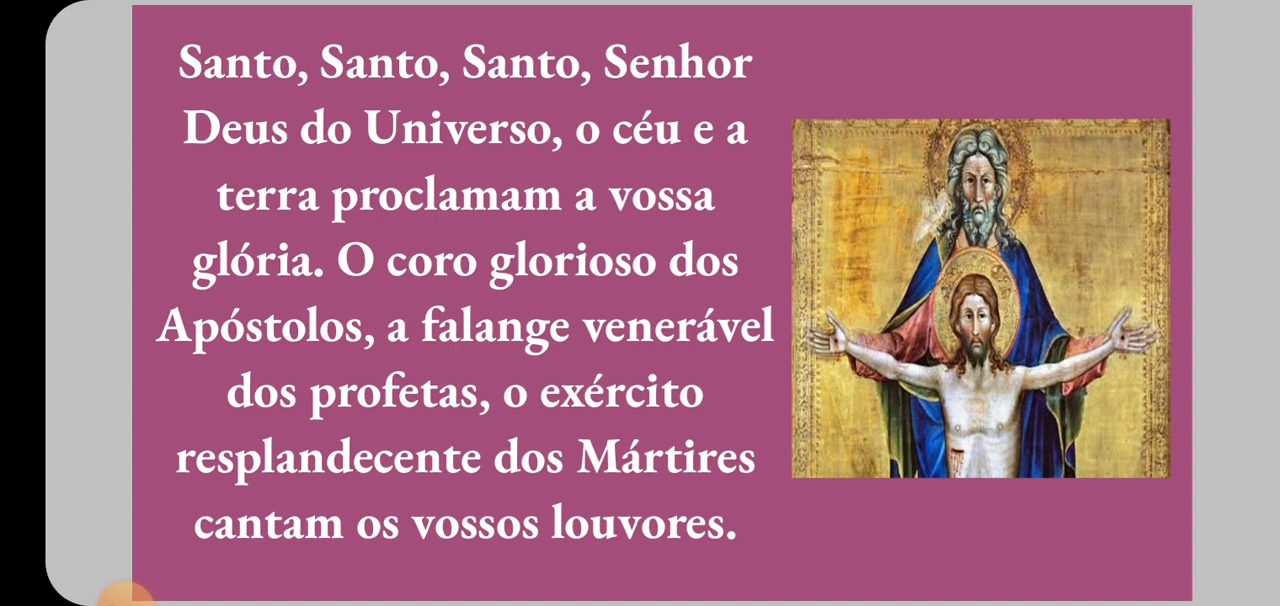 Santo, Santo, Santo, Senhor
Deus do Universo, o céu e a
terra proclamam a vossa
glória. O coro glorioso dos
Apóstolos, a falange venerável
dos profetas, o exército
resplandecente dos Mártires
cantam os vossos louvores.